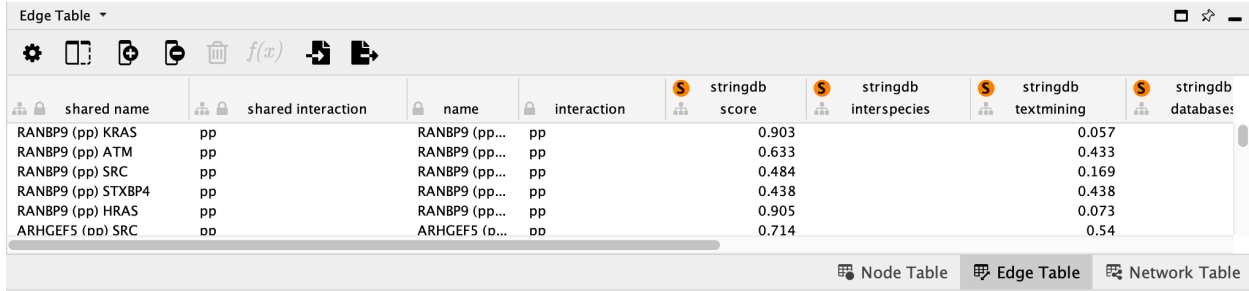 Edge Table
f(x)
S stringdb S stringdb S stringdb S stringdb
shared name shared interaction name interaction score interspecies textmining databases
RANBP9 (pp) KRAS pp RANBP9 (pp... pp 0.903 0.057
RANBP9 (pp) ATM pp RANBP9 (pp... pp 0.633 0.433
RANBP9 (pp) SRC pp RANBP9 (pp... pp 0.484 0.169
RANBP9 (pp) STXBP4 pp RANBP9 (pp... pp 0.438 0.438
RANBP9 (pp) HRAS pp RANBP9 (pp... pp 0.905 0.073
ARHGEF5 (pp) SRC pp ARHGEF5 (p... pp 0.714 0.54
Node Table Edge Table Network Table